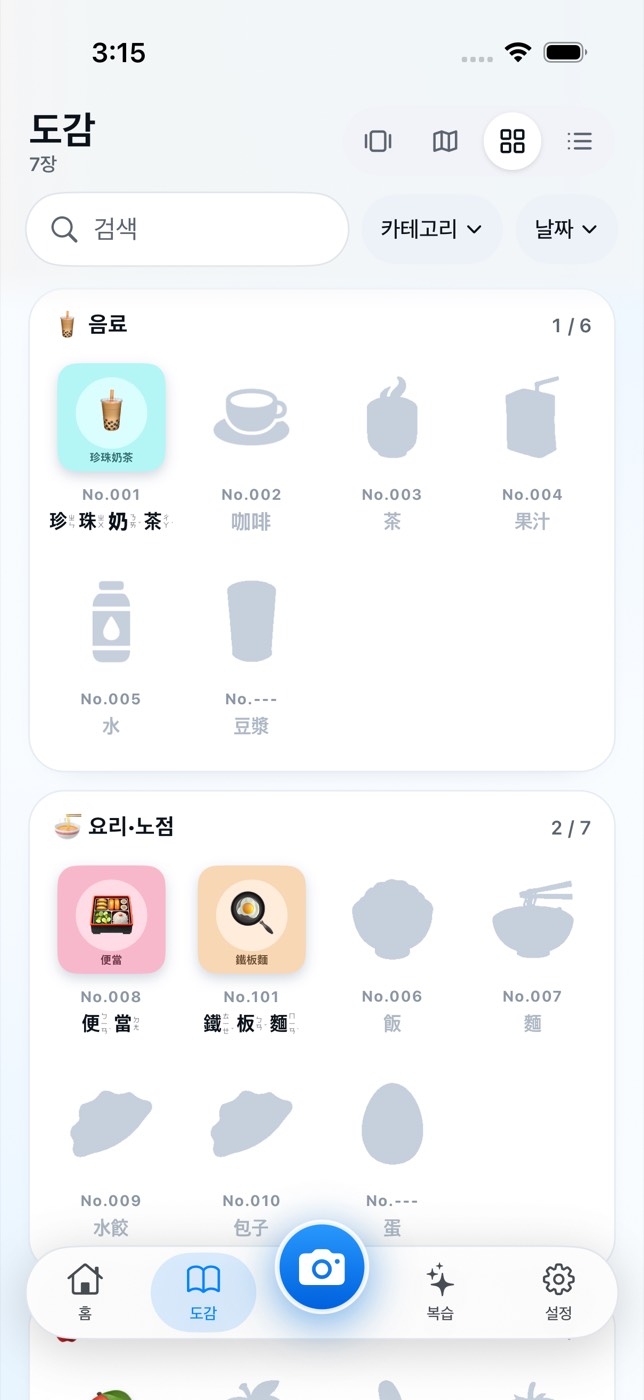 3:15
도감
7장
검색
카테고리
날짜
음료
1 / 6
珍珠奶茶
No.001
No.002
No.003
No.004
珍珠奶茶
咖啡
茶
果汁
No.005
No.---
水
豆漿
요리·노점
2 / 7
便當
鐵板麵
No.008
No.101
No.006
No.007
便當
鐵板麵
飯
麵
No.009
No.010
No.---
水餃
包子
蛋
홈
도감
복습
설정